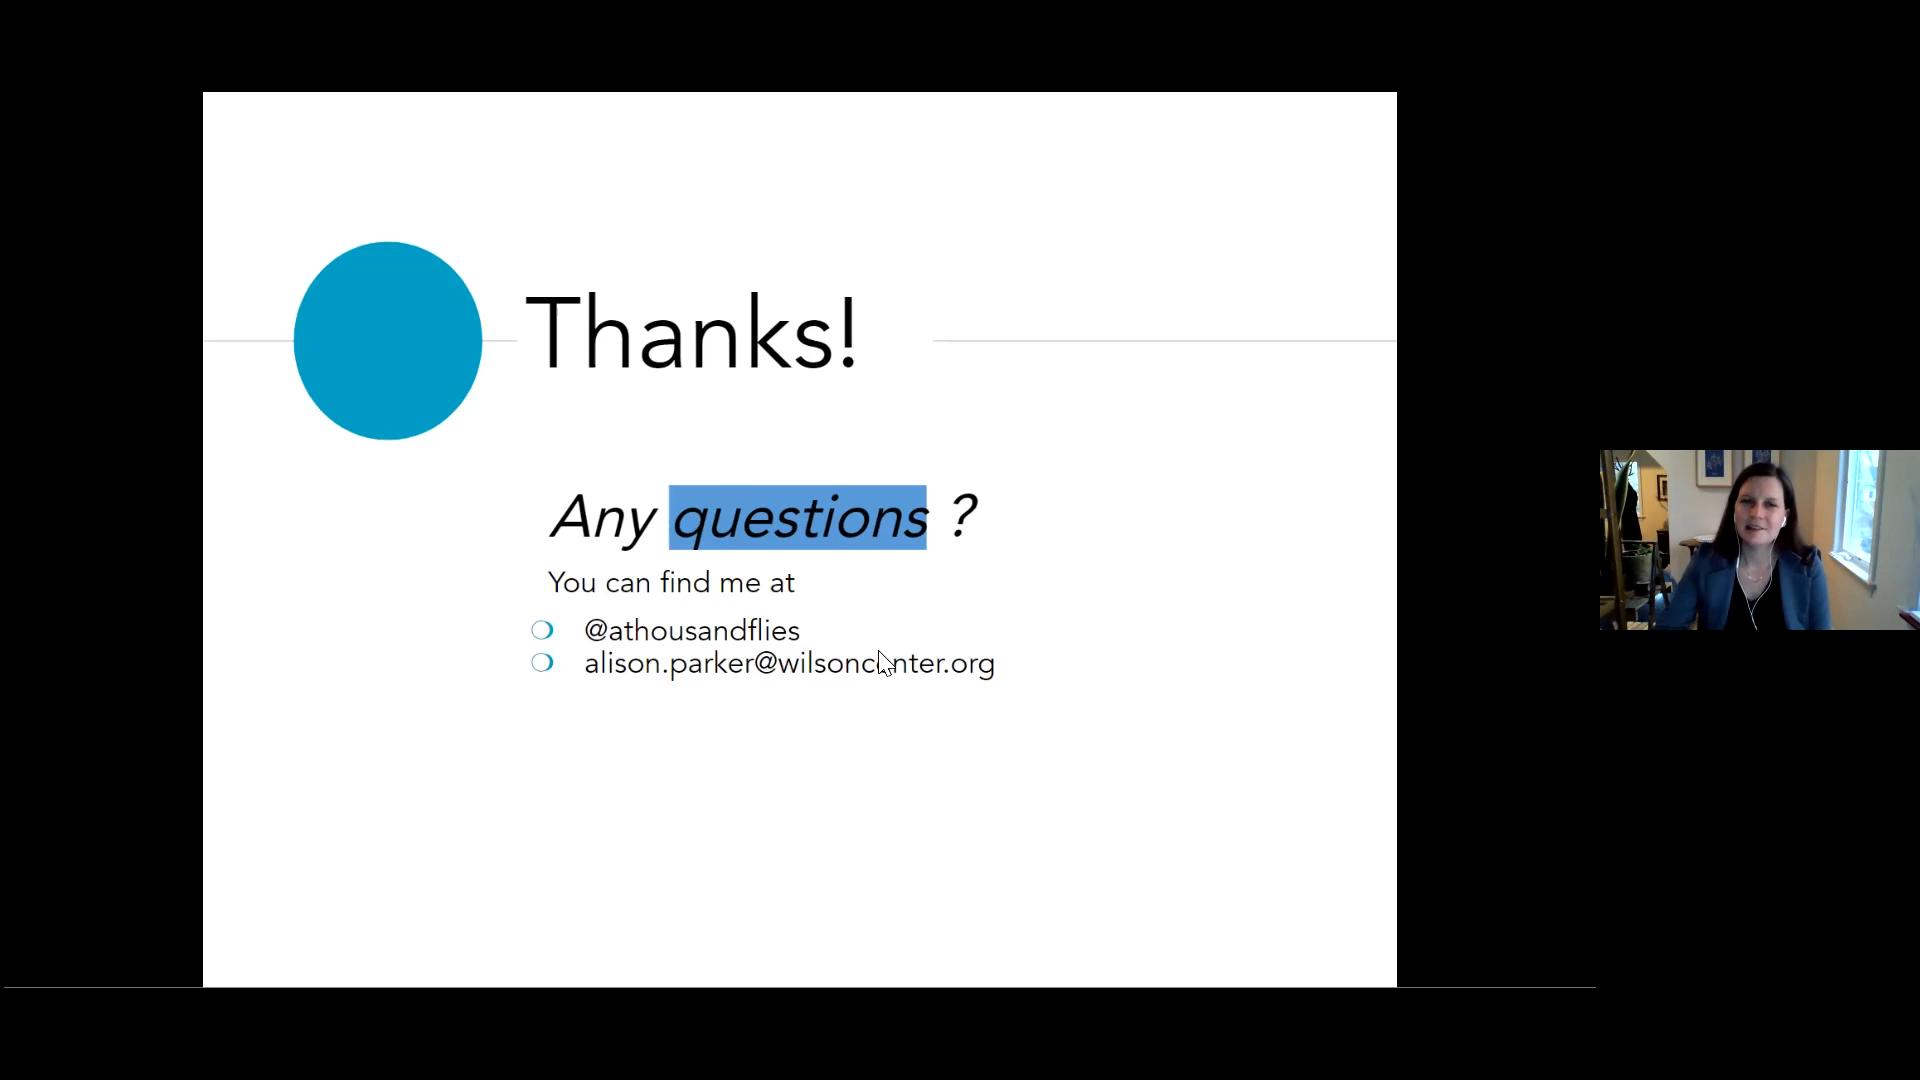 Thanks!
Any questions ?
You can find me at
@athousandflies
alison.parker@wilsoncenter.org